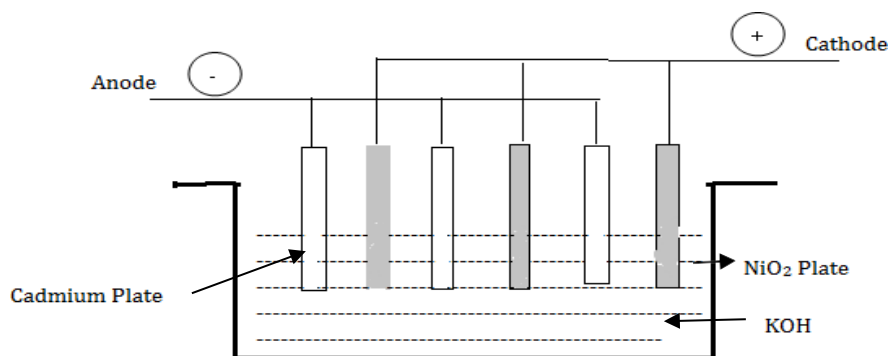 +
Cathode
-
Anode
NiO₂ Plate
Cadmium Plate
KOH